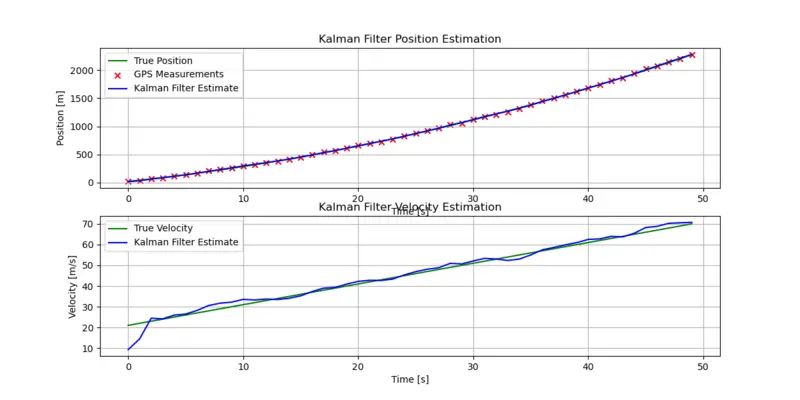 Kalman Filter Position Estimation
Position [m]
2000
1500
1000
500
0
True Position
GPS Measurements
Kalman Filter Estimate
0
10
20
30
40
50
Time [s]
Kalman Filter Velocity Estimation
Velocity [m/s]
70
60
50
40
30
20
10
True Velocity
Kalman Filter Estimate
0
10
20
30
40
50
Time [s]